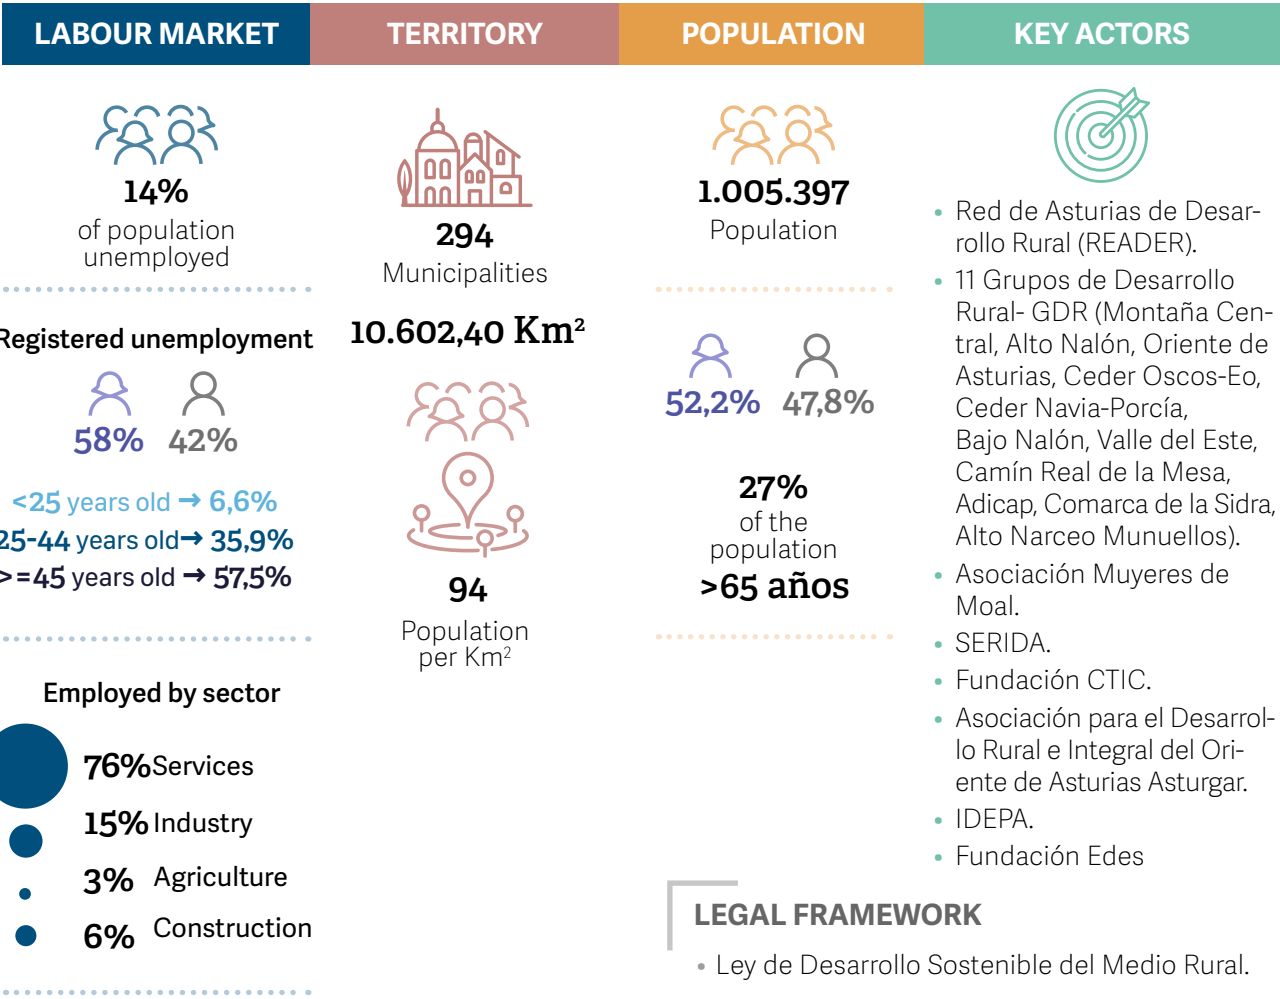 LABOUR MARKET
14%
of population
unemployed
Registered unemployment
58% 42%
<25 years old → 6,6%
25-44 years old→ 35,9%
>=45 years old → 57,5%
Employed by sector
76% Services
15% Industry
3% Agriculture
6% Construction
TERRITORY
294
Municipalities
10.602,40 Km²
94
Population
per Km²
POPULATION
1.005.397
Population
52,2% 47,8%
27%
of the
population
>65 años
KEY ACTORS
• Red de Asturias de Desar-
rollo Rural (READER).
• 11 Grupos de Desarrollo
Rural- GDR (Montaña Cen-
tral, Alto Nalón, Oriente de
Asturias, Ceder Oscos-Eo,
Ceder Navia-Porcía,
Bajo Nalón, Valle del Este,
Camín Real de la Mesa,
Adicap, Comarca de la Sidra,
Alto Narceo Munuellos).
• Asociación Muyeres de
Moal.
• SERIDA.
• Fundación CTIC.
• Asociación para el Desarrol-
lo Rural e Integral del Ori-
ente de Asturias Asturgar.
• IDEPA.
• Fundación Edes
LEGAL FRAMEWORK
• Ley de Desarrollo Sostenible del Medio Rural.